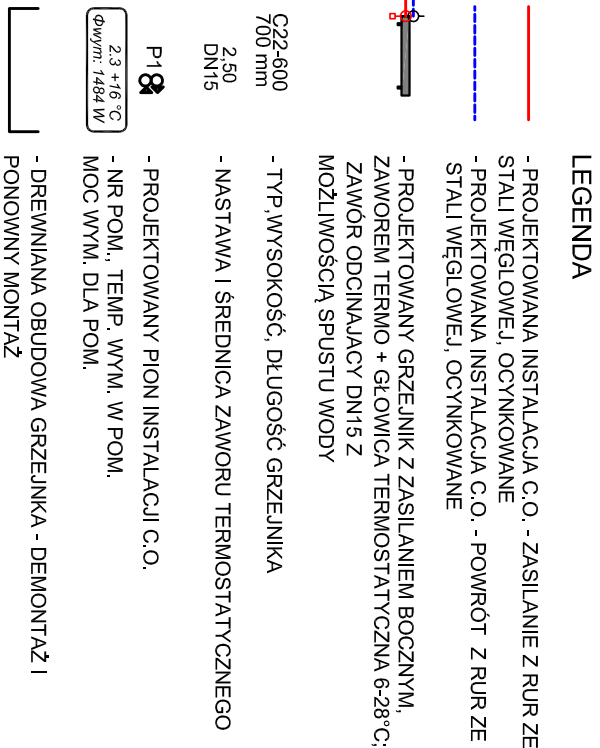 LEGENDA
- PROJEKTOWANA INSTALACJA C.O. - ZASILANIE Z RUR ZE
STALI WĘGLOWEJ, OCYNKOWANE
- PROJEKTOWANA INSTALACJA C.O. - POWRÓT Z RUR ZE
STALI WĘGLOWEJ, OCYNKOWANE
- PROJEKTOWANY GRZEJNIK Z ZASILANIEM BOCZNYM,
ZAWOREM TERMO + GŁOWICA TERMOSTATYCZNA 6-28°C;
ZAWÓR ODCINAJACY DN15 Z
MOŻLIWOŚCIĄ SPUSTU WODY
C22-600
700 mm
- TYP,WYSOKOŚĆ, DŁUGOŚĆ GRZEJNIKA
2,50
DN15
- NASTAWA I ŚREDNICA ZAWORU TERMOSTATYCZNEGO
P1
- PROJEKTOWANY PION INSTALACJI C.O.
2.3 +16 °C
Φwym: 1484 W
- NR POM., TEMP. WYM. W POM.
MOC WYM. DLA POM.
- DREWNIANA OBUDOWA GRZEJNKA - DEMONTAŻ I
PONOWNY MONTAŻ